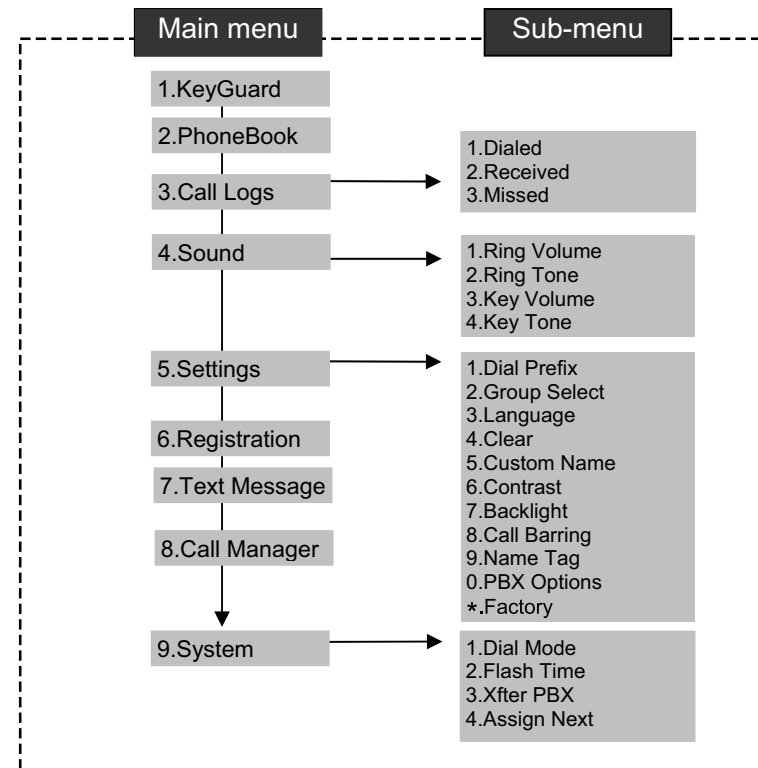 Main menu
Sub-menu
1.KeyGuard
2.PhoneBook
3.Call Logs
1.Dialed
2.Received
3.Missed
4.Sound
1.Ring Volume
2.Ring Tone
3.Key Volume
4.Key Tone
5.Settings
1.Dial Prefix
2.Group Select
3.Language
4.Clear
5.Custom Name
6.Contrast
7.Backlight
8.Call Barring
9.Name Tag
0.PBX Options
*.Factory
6.Registration
7.Text Message
8.Call Manager
9.System
1.Dial Mode
2.Flash Time
3.Xfter PBX
4.Assign Next